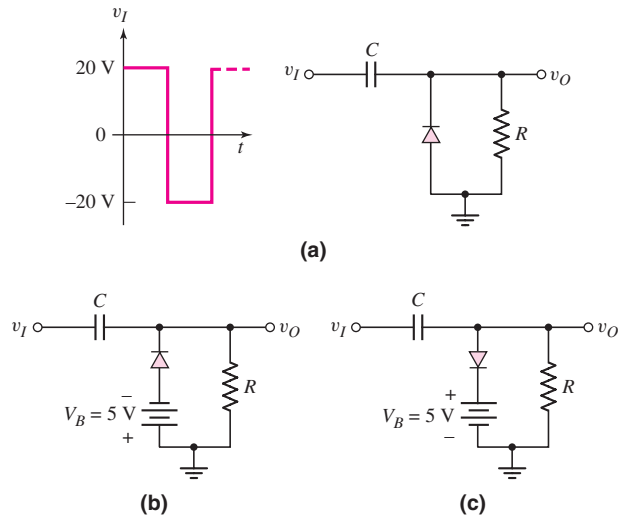 v_I
20 V
0
−20 V
t
v_I
C
v_O
R
(a)
v_I
C
v_O
−
V_B = 5 V
+
R
(b)
v_I
C
v_O
+
V_B = 5 V
−
R
(c)